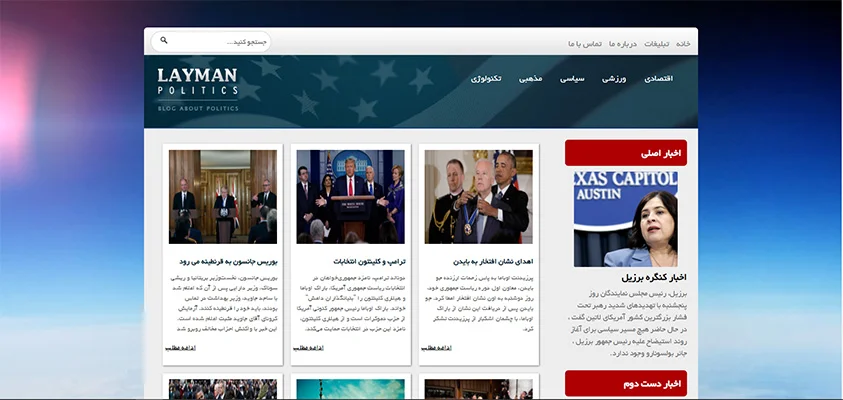 خانه
تبلیغات
درباره ما
تماس با ما
جستجو کنید...
LAYMAN
POLITICS
BLOG ABOUT POLITICS
اقتصادی
ورزشی
سیاسی
مذهبی
تکنولوژی
اخبار اصلی
TEXAS CAPITOL
AUSTIN
اخبار کنگره برزیل
برزیل، رئیس مجلس نمایندگان روز
پنجشنبه با تهدیدهای شدید رهبر تحت
فشار بزرگترین کشور آمریکای لاتین گفت ،
در حال حاضر هیچ مسیر سیاسی برای آغاز
روند استیضاح علیه رئیس جمهور برزیل ،
جائر بولسونارو وجود ندارد.
اخبار دست دوم
اهدای نشان افتخار به بایدن
پرزیدنت اوباما به پاس زحمات ارزنده جو
بایدن، معاون اول دوره ریاست جمهوری خود،
روز دوشنبه به اون نشان افتخار اعطا کرد. جو
بایدن پس از دریافت این نشان از باراک
اوباما، با چشمان اشکبار از پرزیدنت تشکر
کرد.
ادامه مطلب
ترامپ و کلینتون انتخابات
دونالد ترامپ، نامزد جمهوری‌خواهان در
انتخابات ریاست جمهوری آمریکا، باراک اوباما
و هیلاری کلینتون را "بنیانگذاران داعش"
خواند. باراک اوباما رئیس جمهور کنونی آمریکا
از حزب دموکرات است و از هیلاری کلینتون،
نامزد این حزب در انتخابات حمایت می‌کند.
ادامه مطلب
بوریس جانسون به قرنطینه می رود
بوریس جانسون، نخست‌وزیر بریتانیا و ریشی
سوناک، وزیر دارایی پس از آن که اعلام شد
با ساجد جاوید، وزیر بهداشت در تماس
بودند، باید خود را قرنطینه کنند. آزمایش
کرونای آقای جاوید مثبت اعلام شده است.
این خبر با واکنش احزاب مخالف روبرو شد
ادامه مطلب